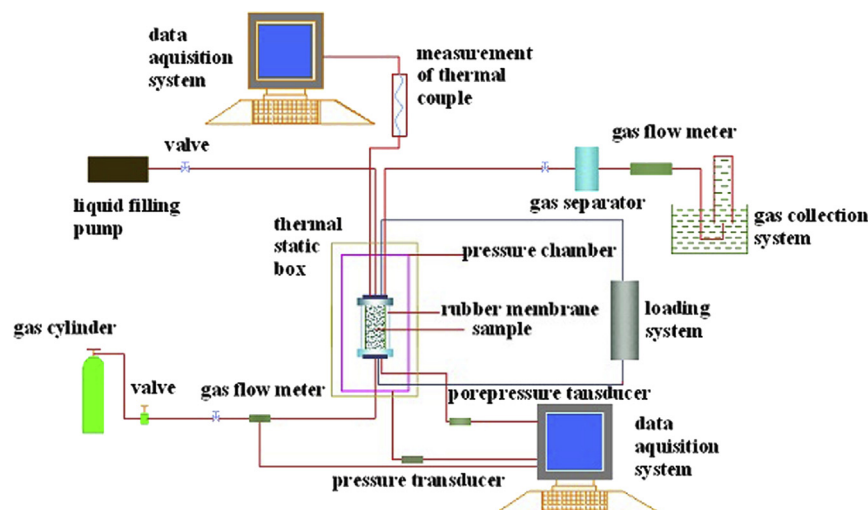 data
aquisition
system
measurement
of thermal
couple
valve
gas flow meter
liquid filling
pump
gas separator
gas collection
system
thermal
static
box
pressure chamber
rubber membrane
sample
loading
system
gas cylinder
valve
gas flow meter
porepressure tansducer
data
aquisition
system
pressure transducer